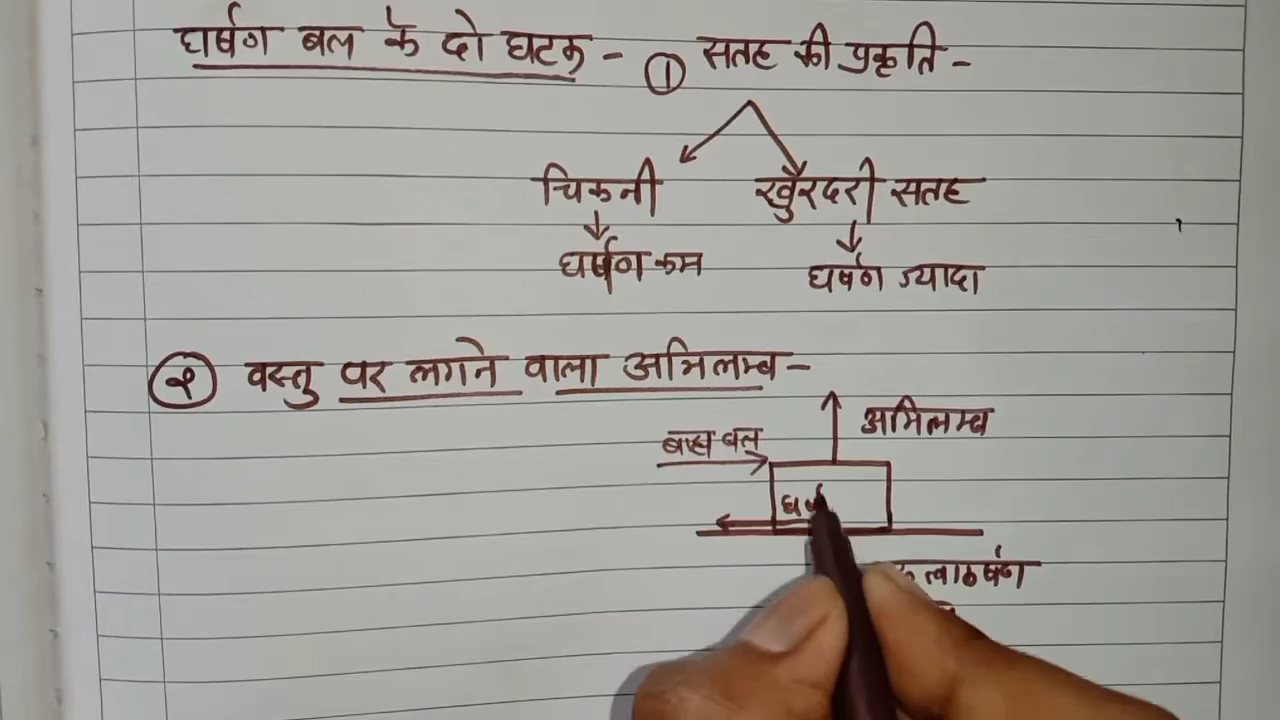 घर्षण बल के दो घटक - ① सतह की प्रकृति -
चिकनी खुरदरी सतह
घर्षण कम घर्षण ज्यादा
② वस्तु पर लगने वाला अभिलम्ब -
बाह्य बल अभिलम्ब
घर्ष